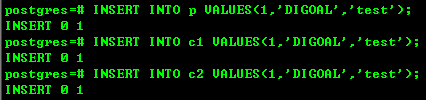 postgres=# INSERT INTO p VALUES(1,'DIGOAL','test');
INSERT 0 1
postgres=# INSERT INTO c1 VALUES(1,'DIGOAL','test');
INSERT 0 1
postgres=# INSERT INTO c2 VALUES(1,'DIGOAL','test');
INSERT 0 1